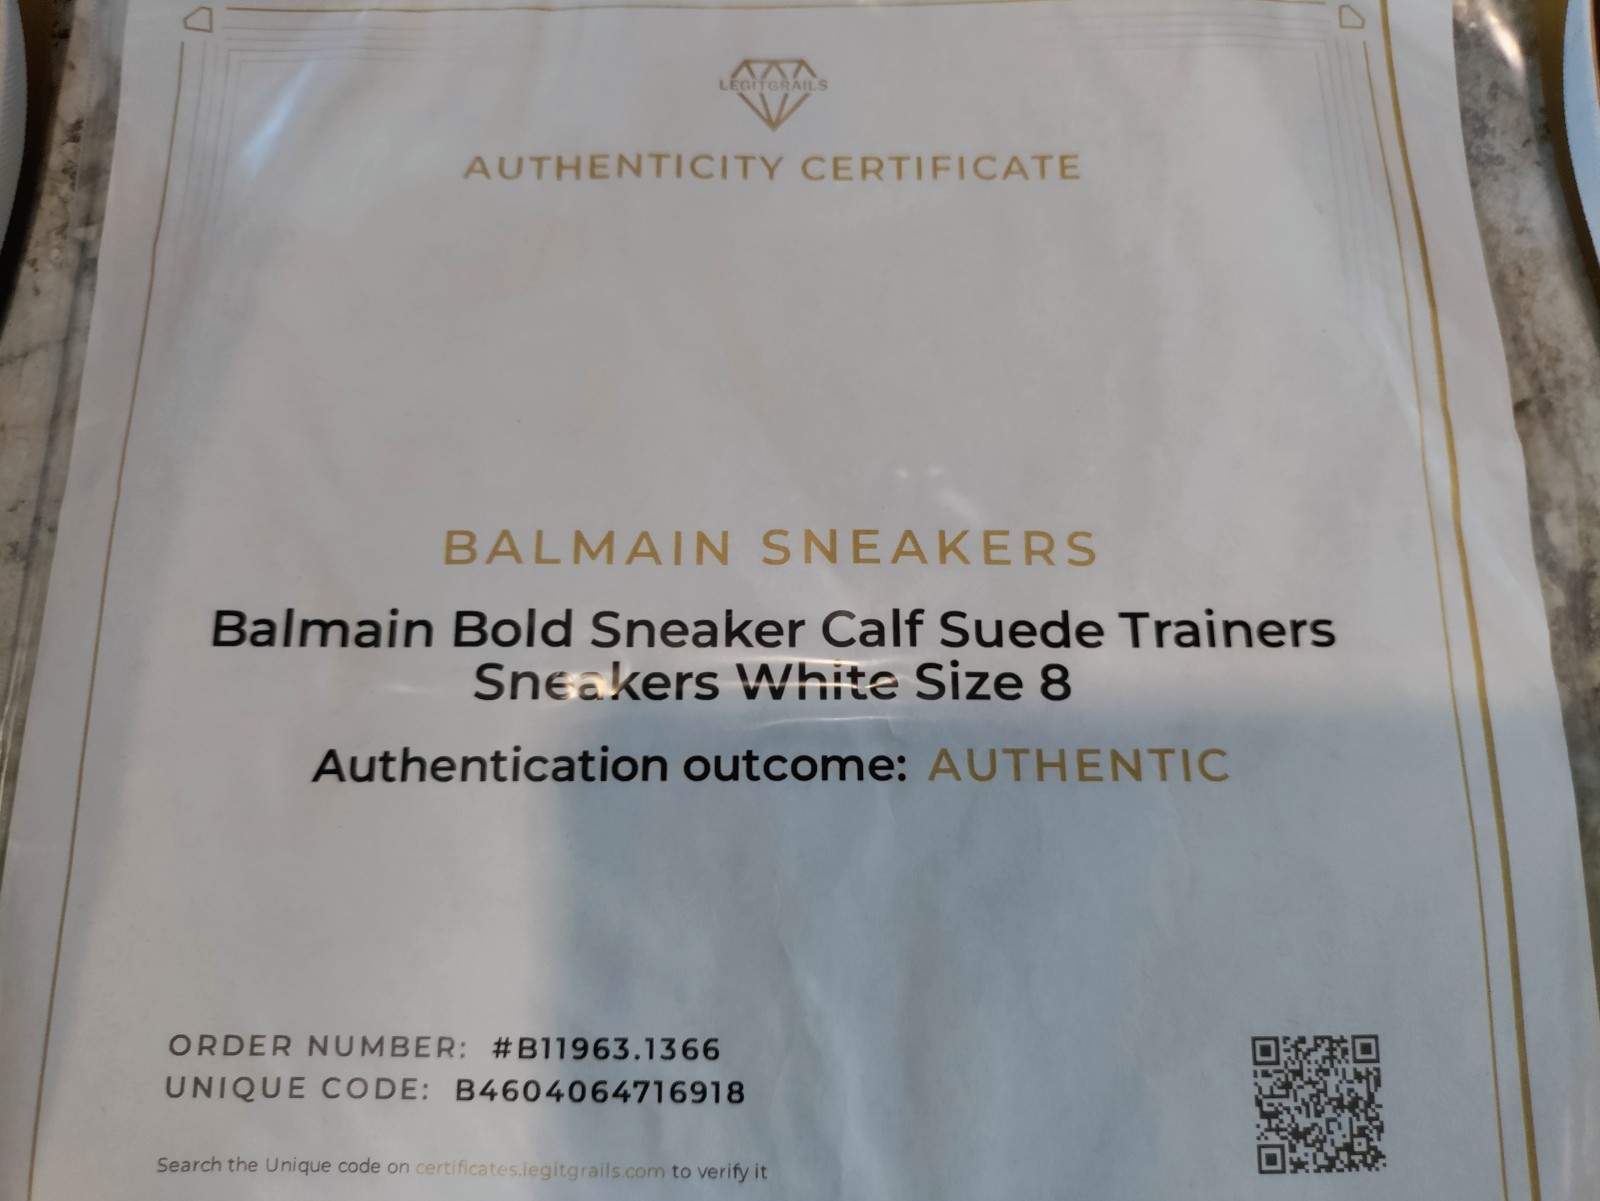 LEGITGRAILS
AUTHENTICITY CERTIFICATE
BALMAIN SNEAKERS
Balmain Bold Sneaker Calf Suede Trainers
Sneakers White Size 8
Authentication outcome: AUTHENTIC
ORDER NUMBER: #B11963.1366
UNIQUE CODE: B4604064716918
Search the Unique code on certificates.legitgrails.com to verify it